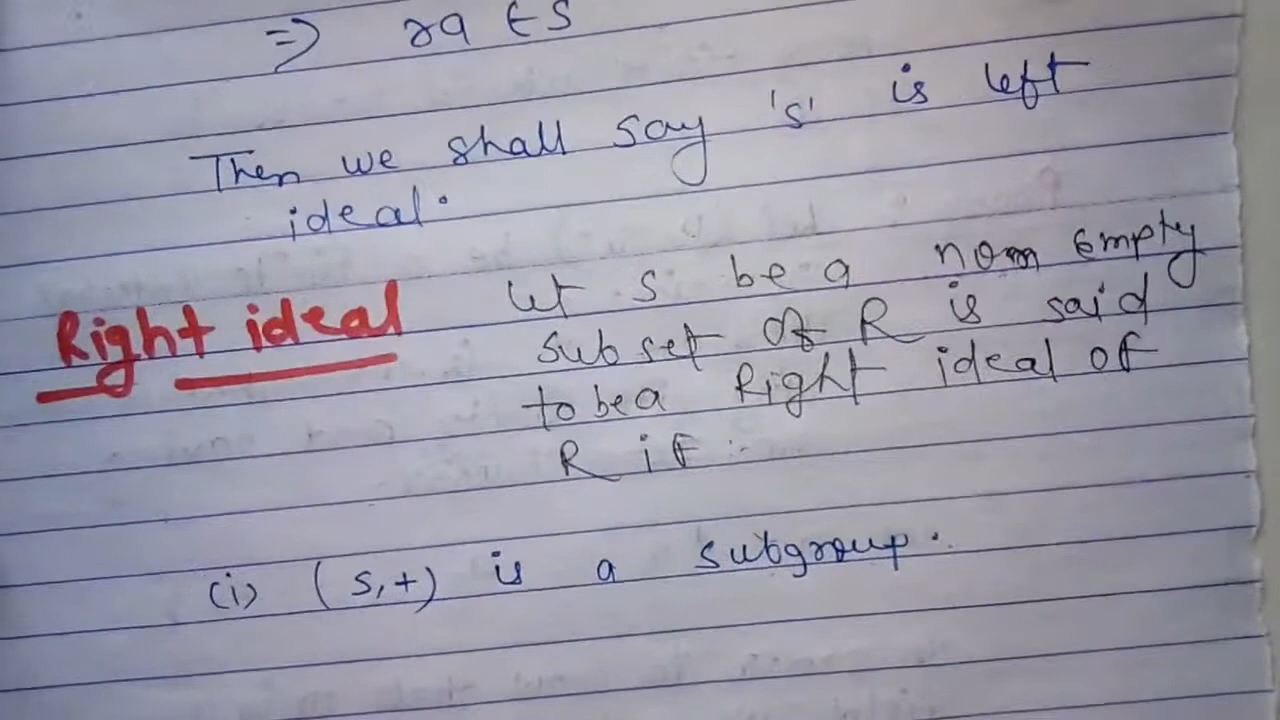 => ra ∈ S
Then we shall say 's' is left
ideal.
Right ideal Let S be a non empty
subset of R is said
to be a Right ideal of
R if :-
(i) (S,+) is a subgroup.